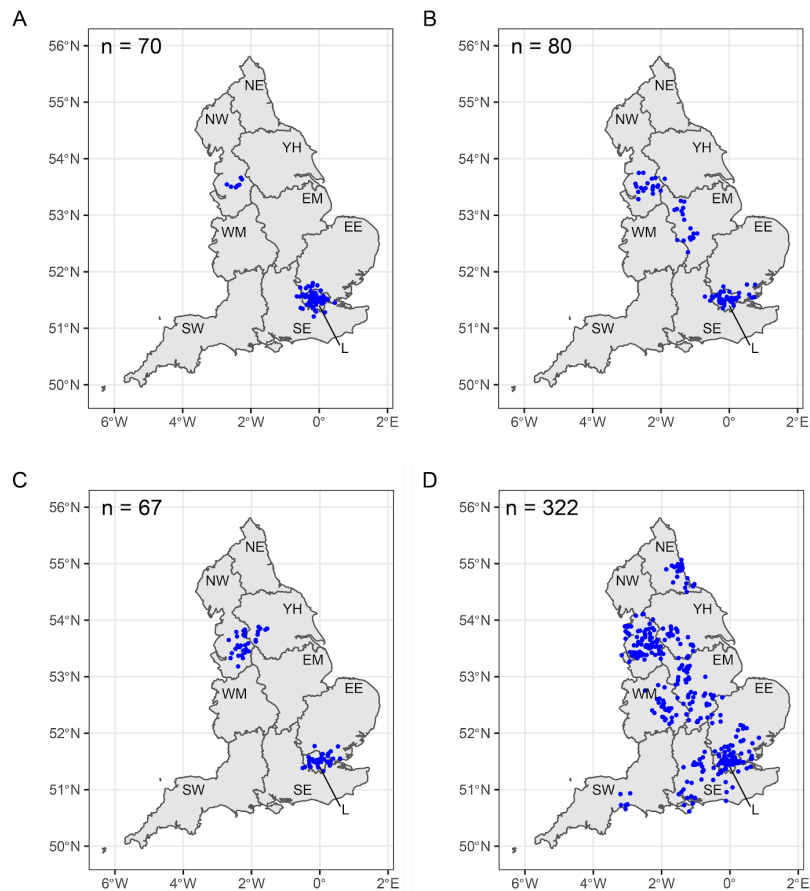 A
n = 70
56°N
55°N
54°N
53°N
52°N
51°N
50°N
NE
NW
YH
EM
WM
EE
SW
SE
L
6°W 4°W 2°W 0° 2°E
B
n = 80
56°N
55°N
54°N
53°N
52°N
51°N
50°N
NE
NW
YH
EM
WM
EE
SW
SE
L
6°W 4°W 2°W 0° 2°E
C
n = 67
56°N
55°N
54°N
53°N
52°N
51°N
50°N
NE
NW
YH
EM
WM
EE
SW
SE
L
6°W 4°W 2°W 0° 2°E
D
n = 322
56°N
55°N
54°N
53°N
52°N
51°N
50°N
NE
NW
YH
EM
WM
EE
SW
SE
L
6°W 4°W 2°W 0° 2°E